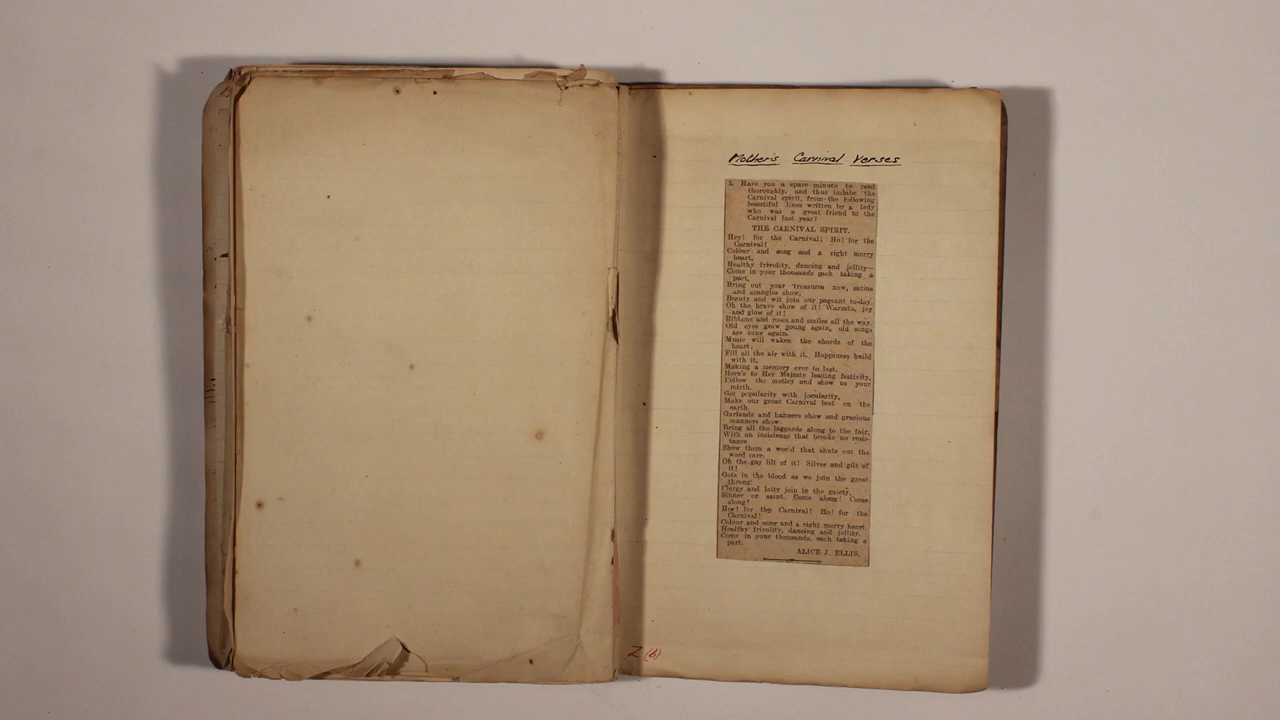 Mother's Carnival Verses
5. Have you a spare minute to read
thoroughly, and thus imbibe the
Carnival spirit, from the following
beautiful lines written by a lady
who was a great friend to the
Carnival last year?
THE CARNIVAL SPIRIT.
Hey! for the Carnival! Ho! for the
Carnival!
Colour and song and a right merry
heart,
Healthy frivolity, dancing and jollity—
Come in your thousands each taking a
part.
Bring out your treasures now, satins
and spangles show,
Beauty and wit join our pageant to-day.
Oh the brave show of it! Warmth, joy
and glow of it!
Ribbons and roses and smiles all the way.
Old eyes grow young again, old songs
are sung again,
Music will waken the chords of the
heart;
Fill all the air with it, Happiness build
with it,
Making a memory ever to last.
Here's to Her Majesty leading festivity,
Follow the motley and show us your
mirth.
Get popularity with jocularity,
Make our great Carnival best on the
earth.
Garlands and banners show and gracious
manners show
Bring all the laggards along to the fair,
With an insistence that brooks no resis-
tance
Show them a world that shuts out the
word care.
Oh the gay lilt of it! Silver and gilt of
it!
Gets in the blood as we join the great
throng!
Clergy and laity join in the gaiety,
Sinner or saint, Come along! Come
along!
Hey! for the Carnival! Ho! for the
Carnival!
Colour and song and a right merry heart,
Healthy frivolity, dancing and jollity.
Come in your thousands, each taking a
part.
ALICE J. ELLIS.
2 (b)